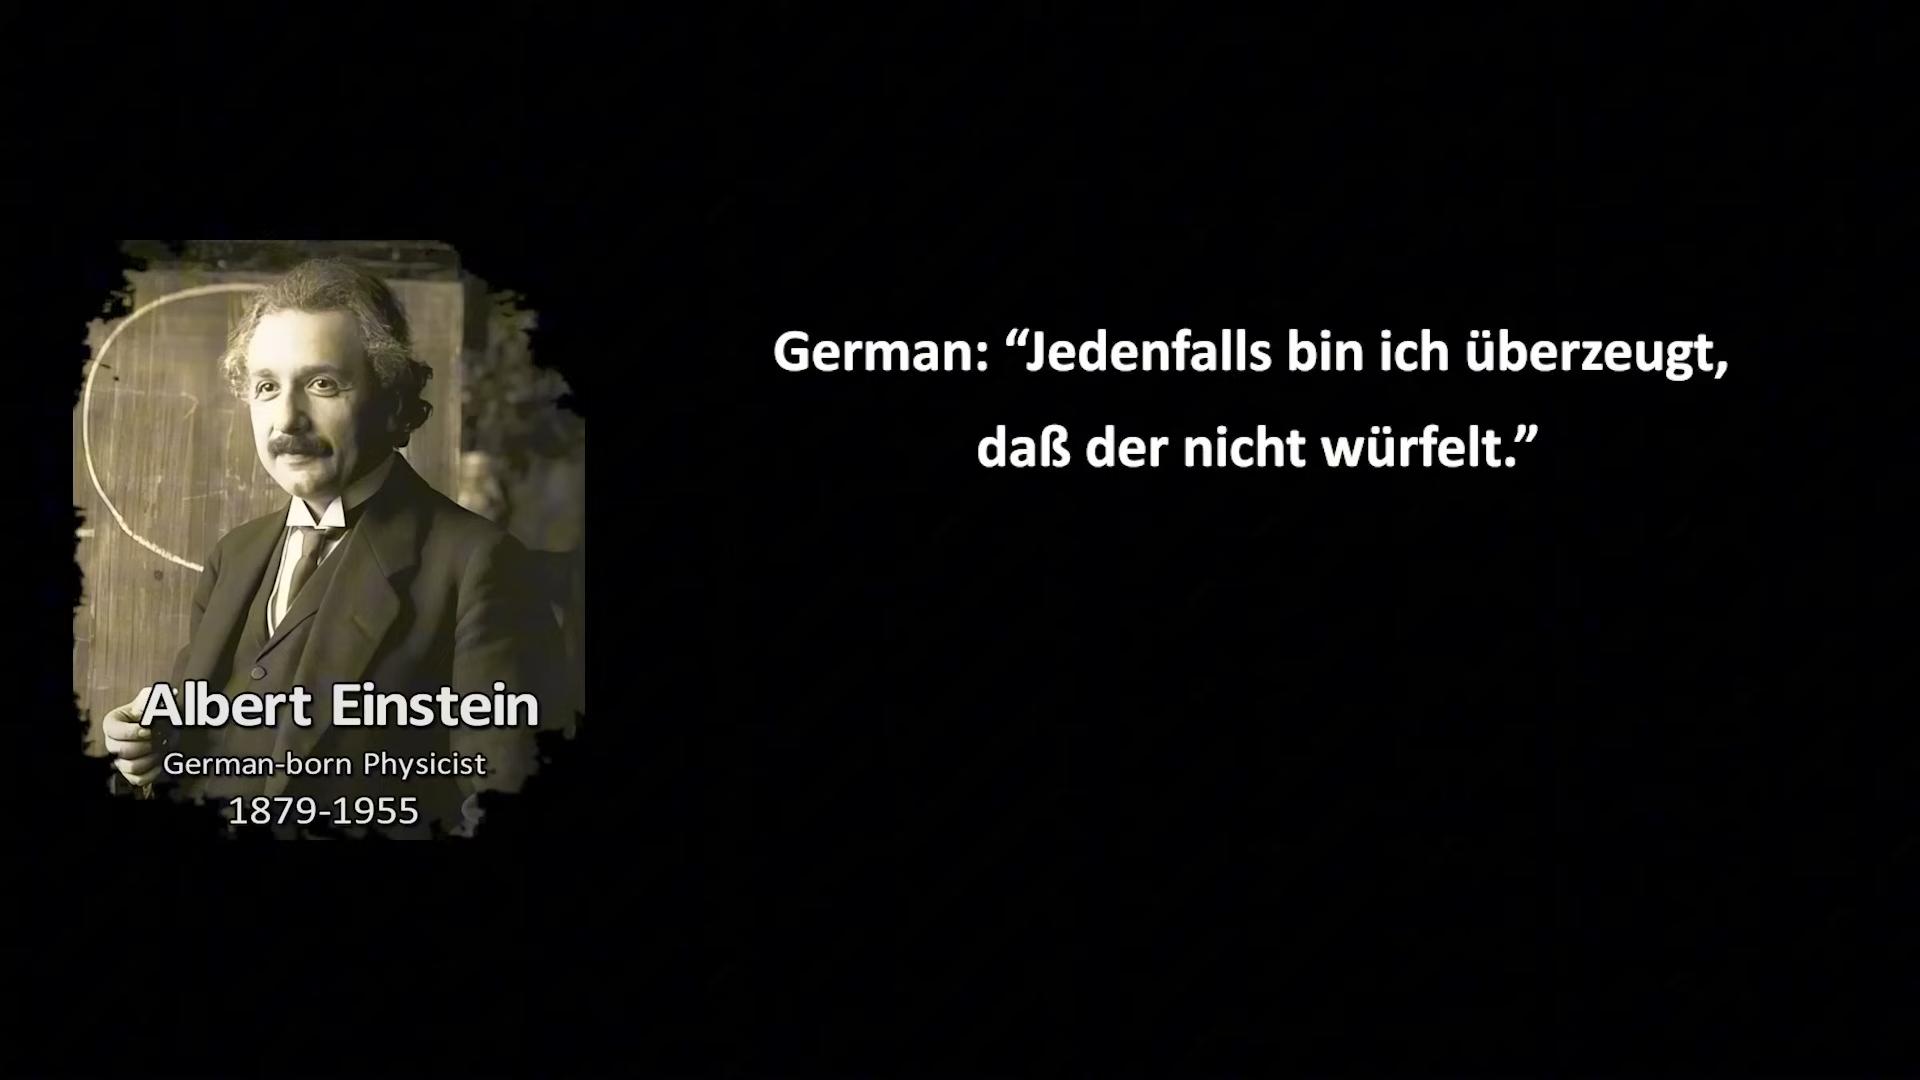 German: “Jedenfalls bin ich überzeugt,
daß der nicht würfelt.”
Albert Einstein
German-born Physicist
1879-1955